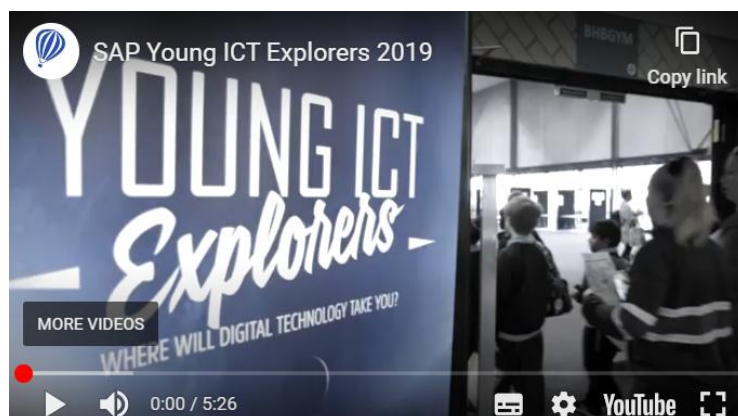 SAP Young ICT Explorers 2019
Copy link
BHBGYM
YOUNG ICT
Explorers
WHERE WILL DIGITAL TECHNOLOGY TAKE YOU?
MORE VIDEOS
0:00 / 5:26
YouTube